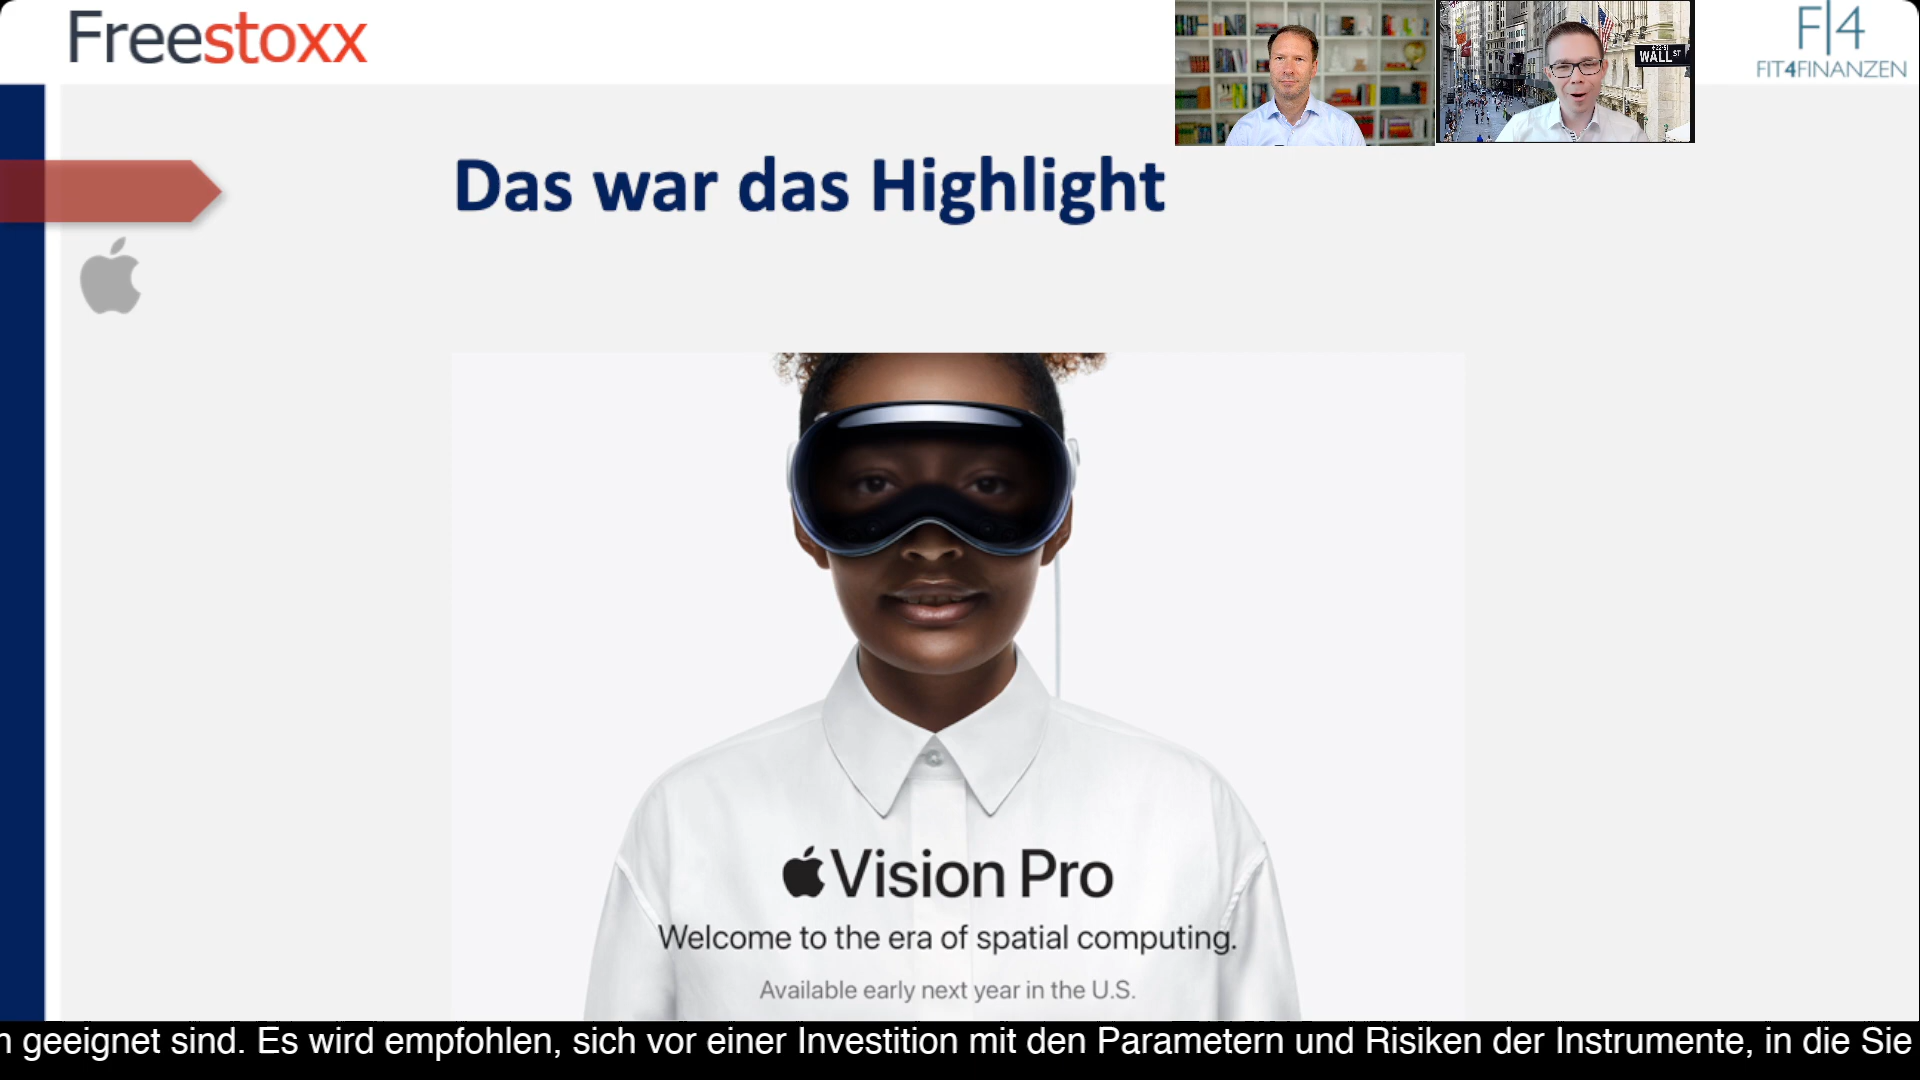 Freestoxx
WALL ST
F|4
FIT4FINANZEN
Das war das Highlight
Vision Pro
Welcome to the era of spatial computing.
Available early next year in the U.S.
geeignet sind. Es wird empfohlen, sich vor einer Investition mit den Parametern und Risiken der Instrumente, in die Sie